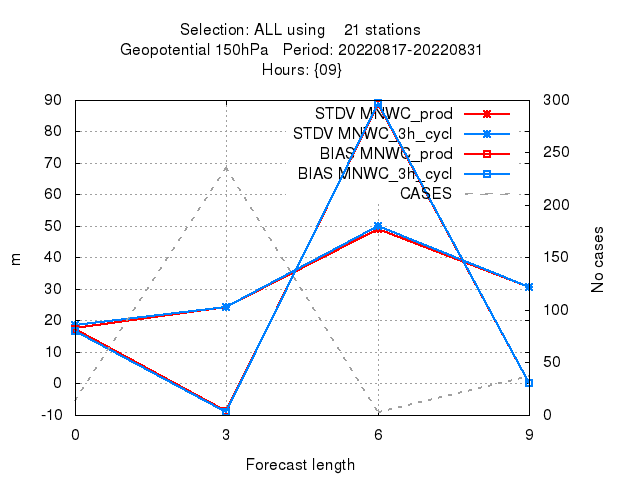 Selection: ALL using    21 stations
Geopotential 150hPa   Period: 20220817-20220831
Hours: {09}
STDV MNWC_prod
STDV MNWC_3h_cycl
BIAS MNWC_prod
BIAS MNWC_3h_cycl
CASES
90
80
70
60
50
40
30
20
10
0
-10
m
300
250
200
150
100
50
0
No cases
0 3 6 9
Forecast length